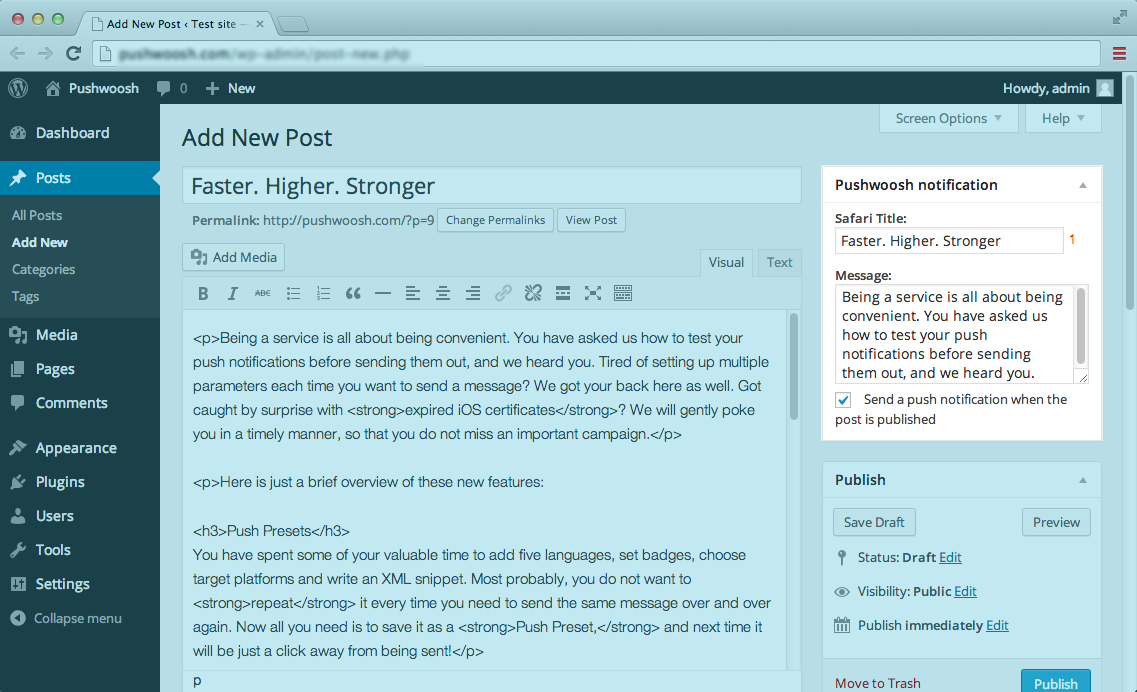 Add New Post ‹ Test site –
pushwoosh.com/wp-admin/post-new.php
Pushwoosh
0
New
Howdy, admin
Screen Options
Help
Dashboard
Posts
All Posts
Add New
Categories
Tags
Media
Pages
Comments
Appearance
Plugins
Users
Tools
Settings
Collapse menu
Add New Post
Faster. Higher. Stronger
Permalink: http://pushwoosh.com/?p=9 Change Permalinks View Post
Add Media
Visual Text
B I ABC
<p>Being a service is all about being convenient. You have asked us how to test your
push notifications before sending them out, and we heard you. Tired of setting up multiple
parameters each time you want to send a message? We got your back here as well. Got
caught by surprise with <strong>expired iOS certificates</strong>? We will gently poke
you in a timely manner, so that you do not miss an important campaign.</p>
<p>Here is just a brief overview of these new features:
<h3>Push Presets</h3>
You have spent some of your valuable time to add five languages, set badges, choose
target platforms and write an XML snippet. Most probably, you do not want to
<strong>repeat</strong> it every time you need to send the same message over and over
again. Now all you need is to save it as a <strong>Push Preset,</strong> and next time it
will be just a click away from being sent!</p>
p
Pushwoosh notification
Safari Title:
Faster. Higher. Stronger
1
Message:
Being a service is all about being
convenient. You have asked us
how to test your push
notifications before sending
them out, and we heard you.
Send a push notification when the
post is published
Publish
Save Draft
Preview
Status: Draft Edit
Visibility: Public Edit
Publish immediately Edit
Move to Trash
Publish